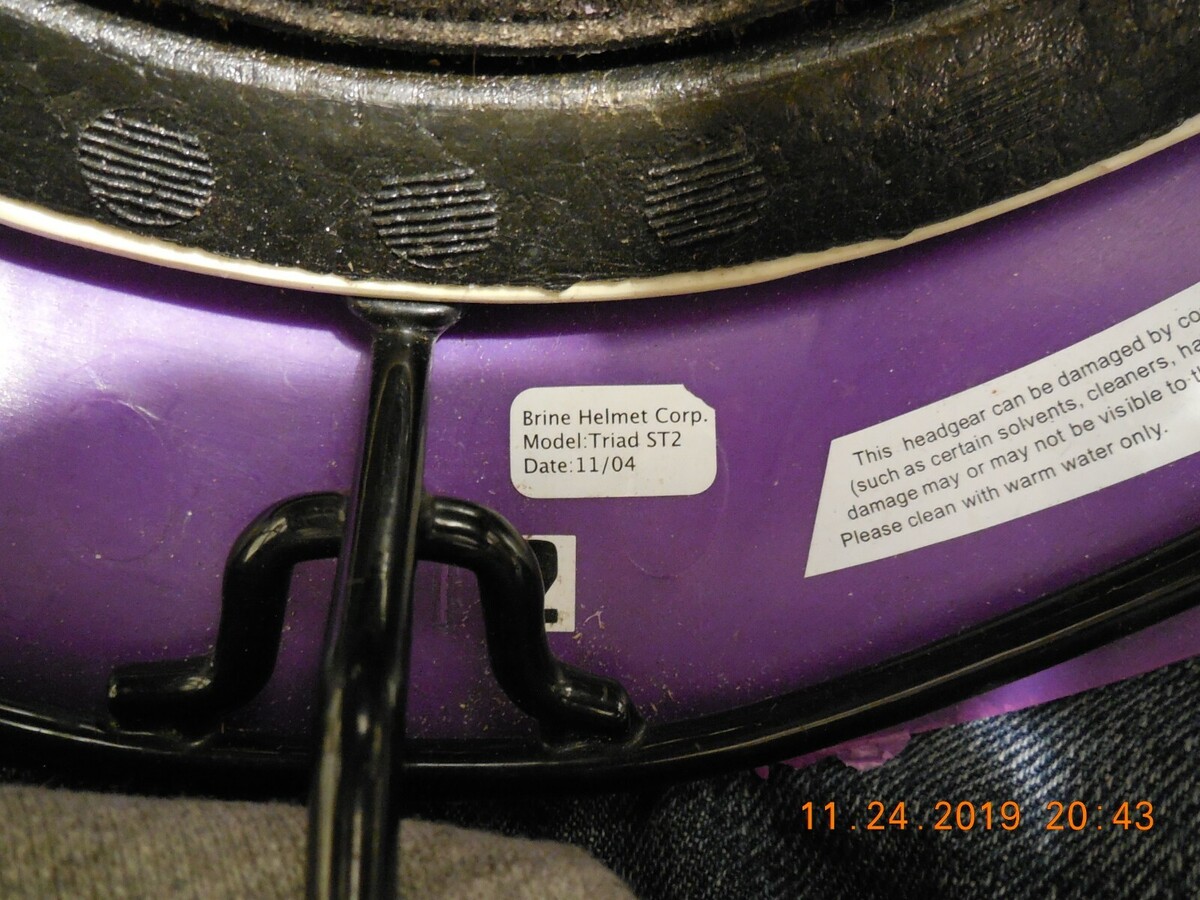 Brine Helmet Corp.
Model:Triad ST2
Date:11/04
This headgear can be damaged by
(such as certain solvents, cleaners,
damage may or may not be visible to
Please clean with warm water only.
2
11.24.2019 20:43